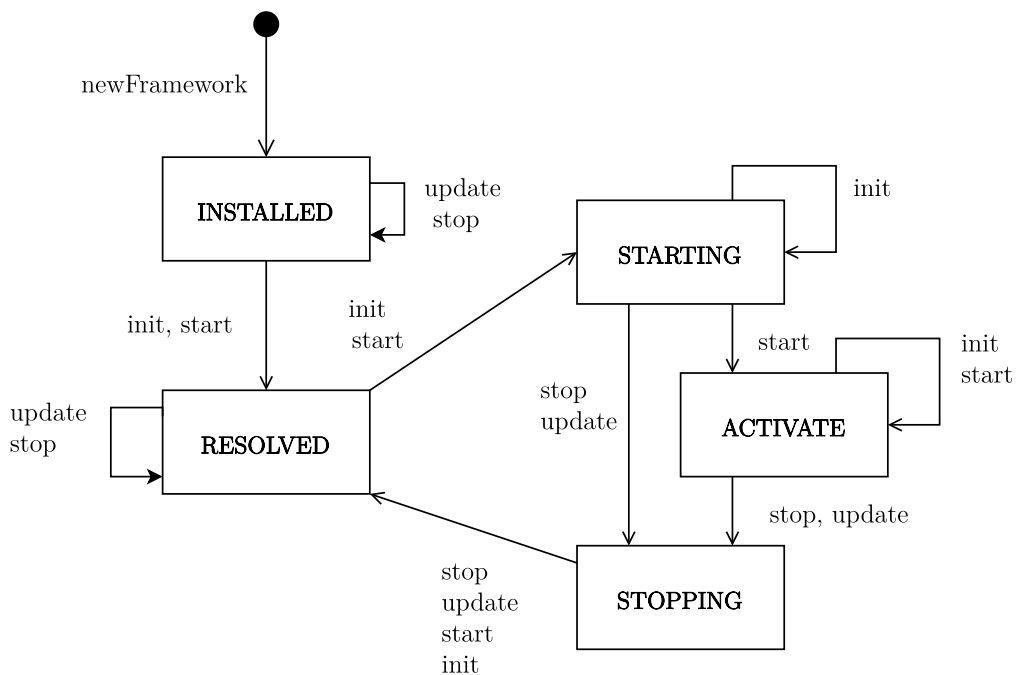 newFramework
INSTALLED
update
stop
init
STARTING
init, start
init
start
start
init
start
update
stop
RESOLVED
stop
update
ACTIVATE
stop, update
stop
update
start
init
STOPPING